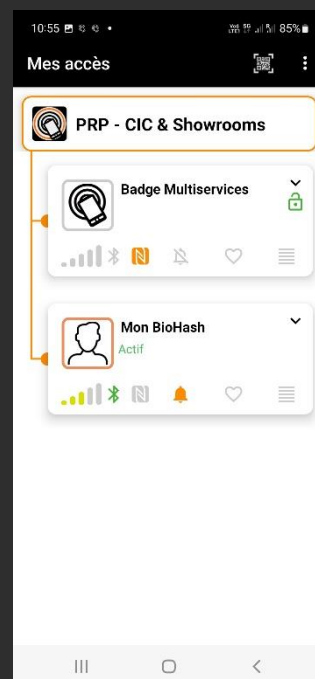 10:55
85%
Mes accès
PRP - CIC & Showrooms
Badge Multiservices
Mon BioHash
Actif